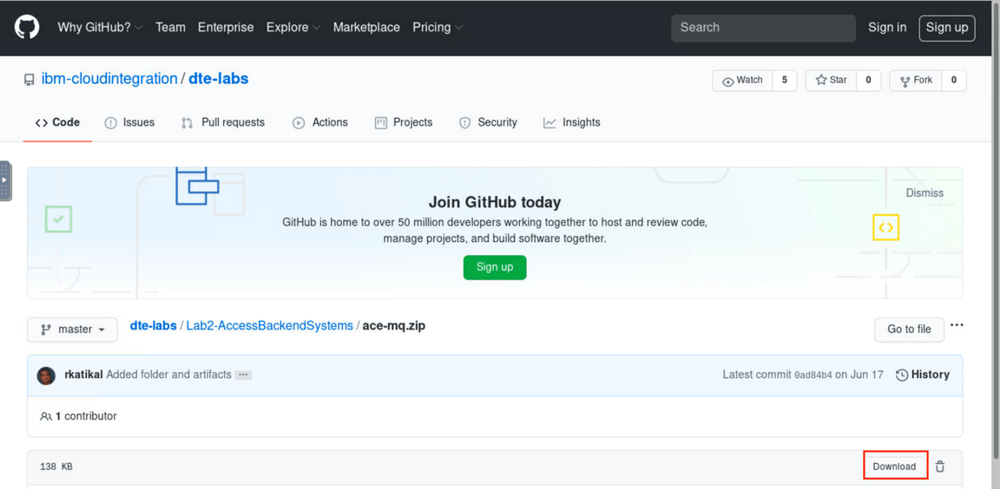 Why GitHub? Team Enterprise Explore Marketplace Pricing Search Sign in Sign up
ibm-cloudintegration / dte-labs Watch 5 Star 0 Fork 0
Code Issues Pull requests Actions Projects Security Insights
Dismiss
Join GitHub today
GitHub is home to over 50 million developers working together to host and review code,
manage projects, and build software together.
Sign up
master dte-labs / Lab2-AccessBackendSystems / ace-mq.zip Go to file ...
rkatikal Added folder and artifacts ... Latest commit 0ad84b4 on Jun 17 History
1 contributor
138 KB Download